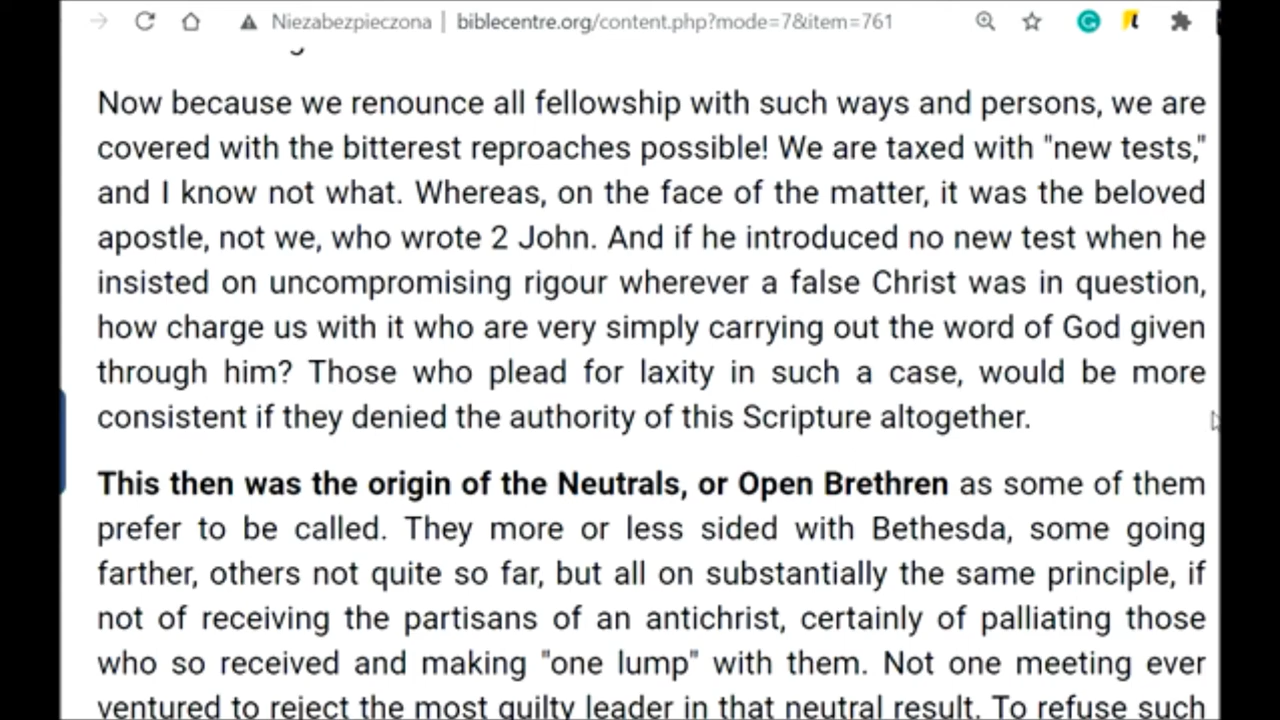 Niezabezpieczona | biblecentre.org/content.php?mode=7&item=761
Now because we renounce all fellowship with such ways and persons, we are
covered with the bitterest reproaches possible! We are taxed with "new tests,"
and I know not what. Whereas, on the face of the matter, it was the beloved
apostle, not we, who wrote 2 John. And if he introduced no new test when he
insisted on uncompromising rigour wherever a false Christ was in question,
how charge us with it who are very simply carrying out the word of God given
through him? Those who plead for laxity in such a case, would be more
consistent if they denied the authority of this Scripture altogether.
This then was the origin of the Neutrals, or Open Brethren as some of them
prefer to be called. They more or less sided with Bethesda, some going
farther, others not quite so far, but all on substantially the same principle, if
not of receiving the partisans of an antichrist, certainly of palliating those
who so received and making "one lump" with them. Not one meeting ever
ventured to reject the most guilty leader in that neutral result. To refuse such